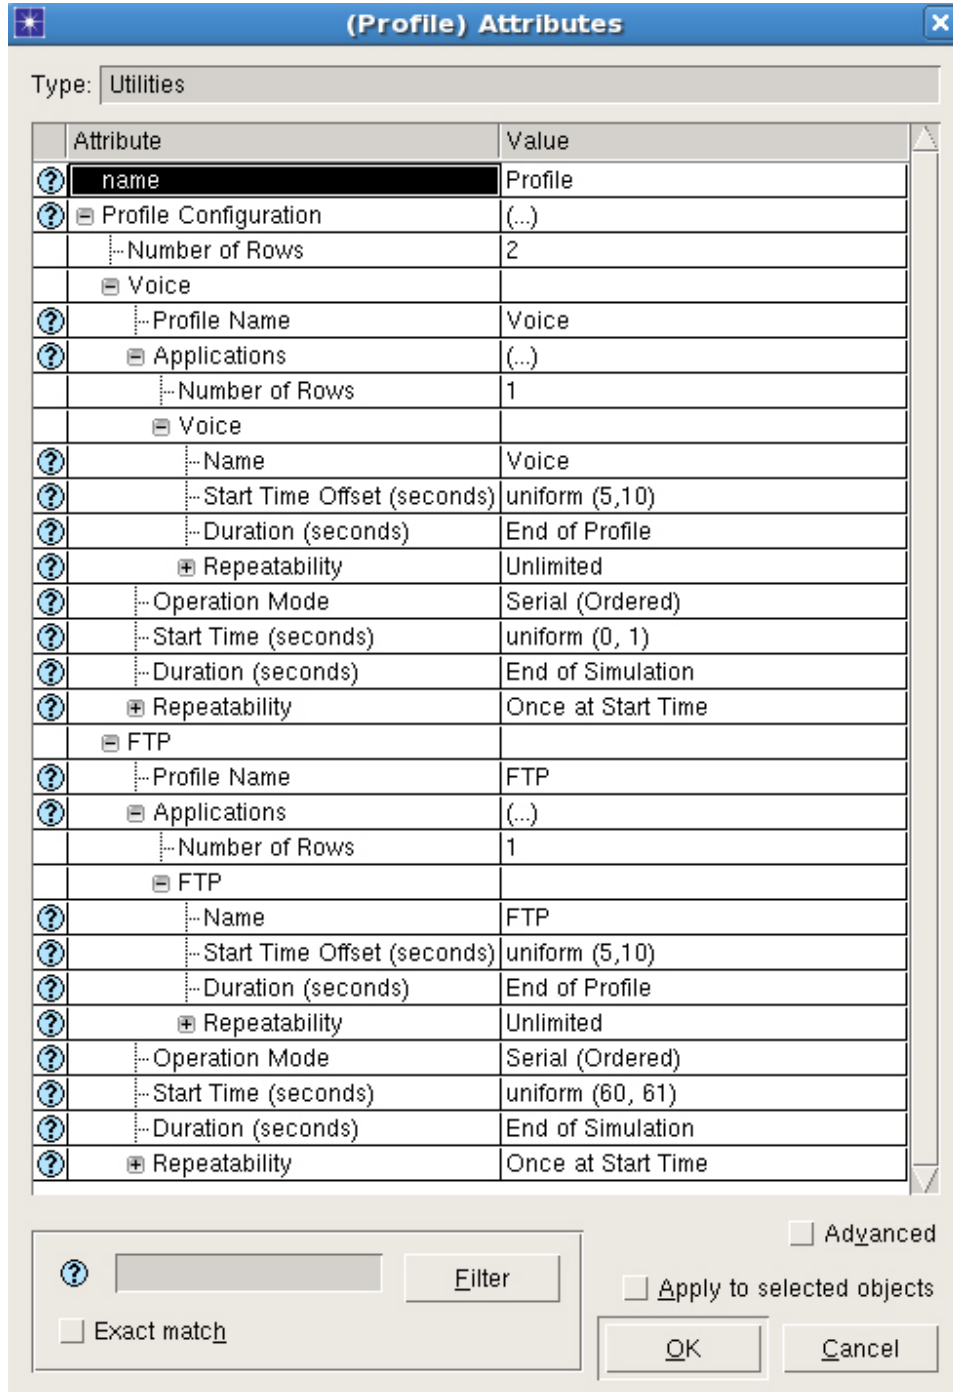 (Profile) Attributes
Type: Utilities
Attribute Value
name Profile
Profile Configuration (...)
Number of Rows 2
Voice
Profile Name Voice
Applications (...)
Number of Rows 1
Voice
Name Voice
Start Time Offset (seconds) uniform (5,10)
Duration (seconds) End of Profile
Repeatability Unlimited
Operation Mode Serial (Ordered)
Start Time (seconds) uniform (0, 1)
Duration (seconds) End of Simulation
Repeatability Once at Start Time
FTP
Profile Name FTP
Applications (...)
Number of Rows 1
FTP
Name FTP
Start Time Offset (seconds) uniform (5,10)
Duration (seconds) End of Profile
Repeatability Unlimited
Operation Mode Serial (Ordered)
Start Time (seconds) uniform (60, 61)
Duration (seconds) End of Simulation
Repeatability Once at Start Time
Advanced
Filter
Apply to selected objects
Exact match
OK Cancel